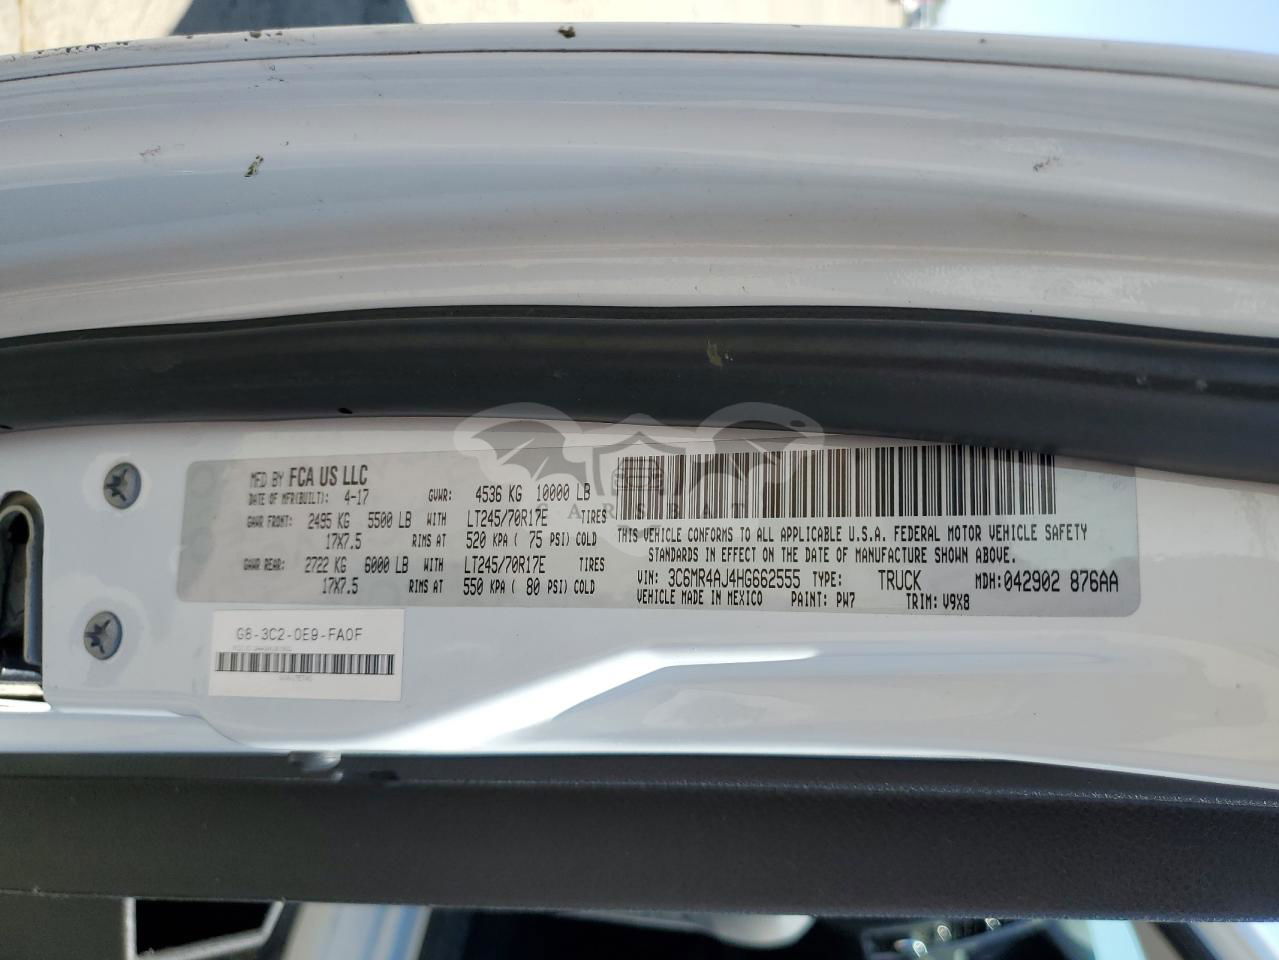 MFD BY FCA US LLC
DATE OF MFR(BUILT): 4-17 GVWR: 4536 KG 10000 LB
GAWR FRONT: 2495 KG 5500 LB WITH LT245/70R17E TIRES
17X7.5 RIMS AT 520 KPA ( 75 PSI) COLD
GAWR REAR: 2722 KG 6000 LB WITH LT245/70R17E TIRES
17X7.5 RIMS AT 550 KPA ( 80 PSI) COLD
THIS VEHICLE CONFORMS TO ALL APPLICABLE U.S.A. FEDERAL MOTOR VEHICLE SAFETY
STANDARDS IN EFFECT ON THE DATE OF MANUFACTURE SHOWN ABOVE.
VIN: 3C6MR4AJ4HG662555 TYPE: TRUCK MDH: 042902 876AA
VEHICLE MADE IN MEXICO PAINT: PW7 TRIM: V9X8
CARSBAT
G6-3C2-0E9-FA0F